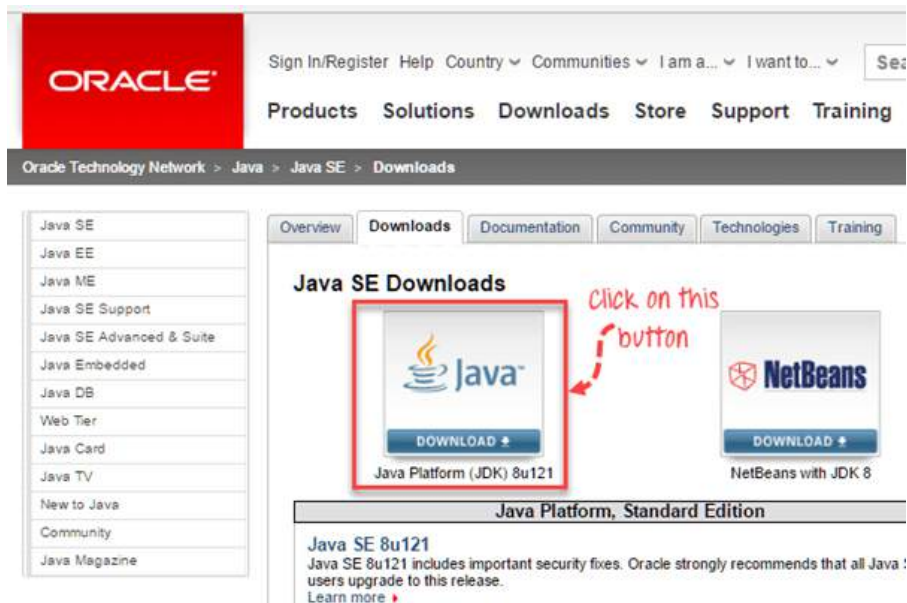 ORACLE
Sign In/Register Help Country Communities I am a... I want to...
Products Solutions Downloads Store Support Training
Oracle Technology Network > Java > Java SE > Downloads
Java SE
Java EE
Java ME
Java SE Support
Java SE Advanced & Suite
Java Embedded
Java DB
Web Tier
Java Card
Java TV
New to Java
Community
Java Magazine
Overview Downloads Documentation Community Technologies Training
Java SE Downloads
Click on this
button
Java
DOWNLOAD
Java Platform (JDK) 8u121
NetBeans
DOWNLOAD
NetBeans with JDK 8
Java Platform, Standard Edition
Java SE 8u121
Java SE 8u121 includes important security fixes. Oracle strongly recommends that all Java
users upgrade to this release.
Learn more